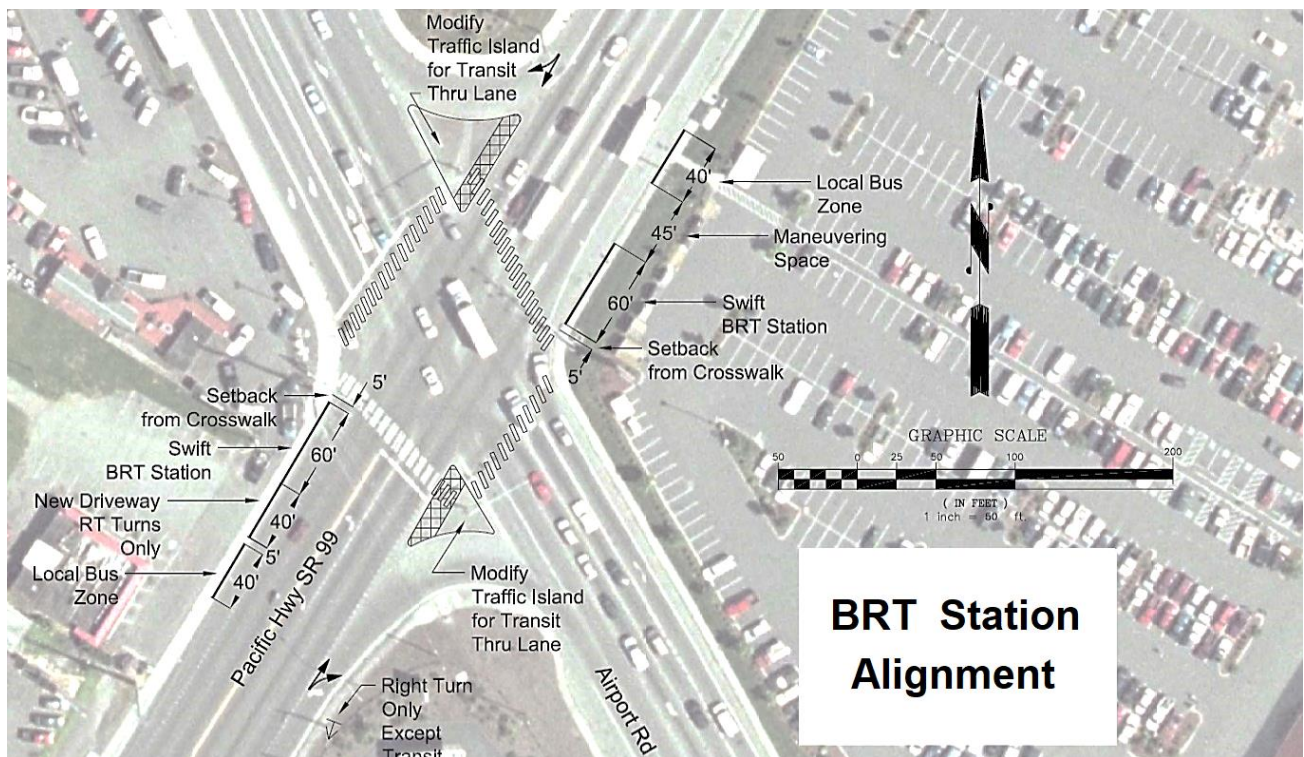 Modify
Traffic Island
for Transit
Thru Lane
40'
Local Bus
Zone
45'
Maneuvering
Space
60'
Swift
BRT Station
5'
Setback
from Crosswalk
5'
Setback
from Crosswalk
Swift
BRT Station
60'
New Driveway
RT Turns
Only
40'
5'
Local Bus
Zone
40'
Pacific Hwy SR 99
Modify
Traffic Island
for Transit
Thru Lane
Right Turn
Only
Except
Transit
Airport Rd
N
GRAPHIC SCALE
50 0 25 50 100 200
( IN FEET )
1 inch = 50 ft.
BRT Station
Alignment